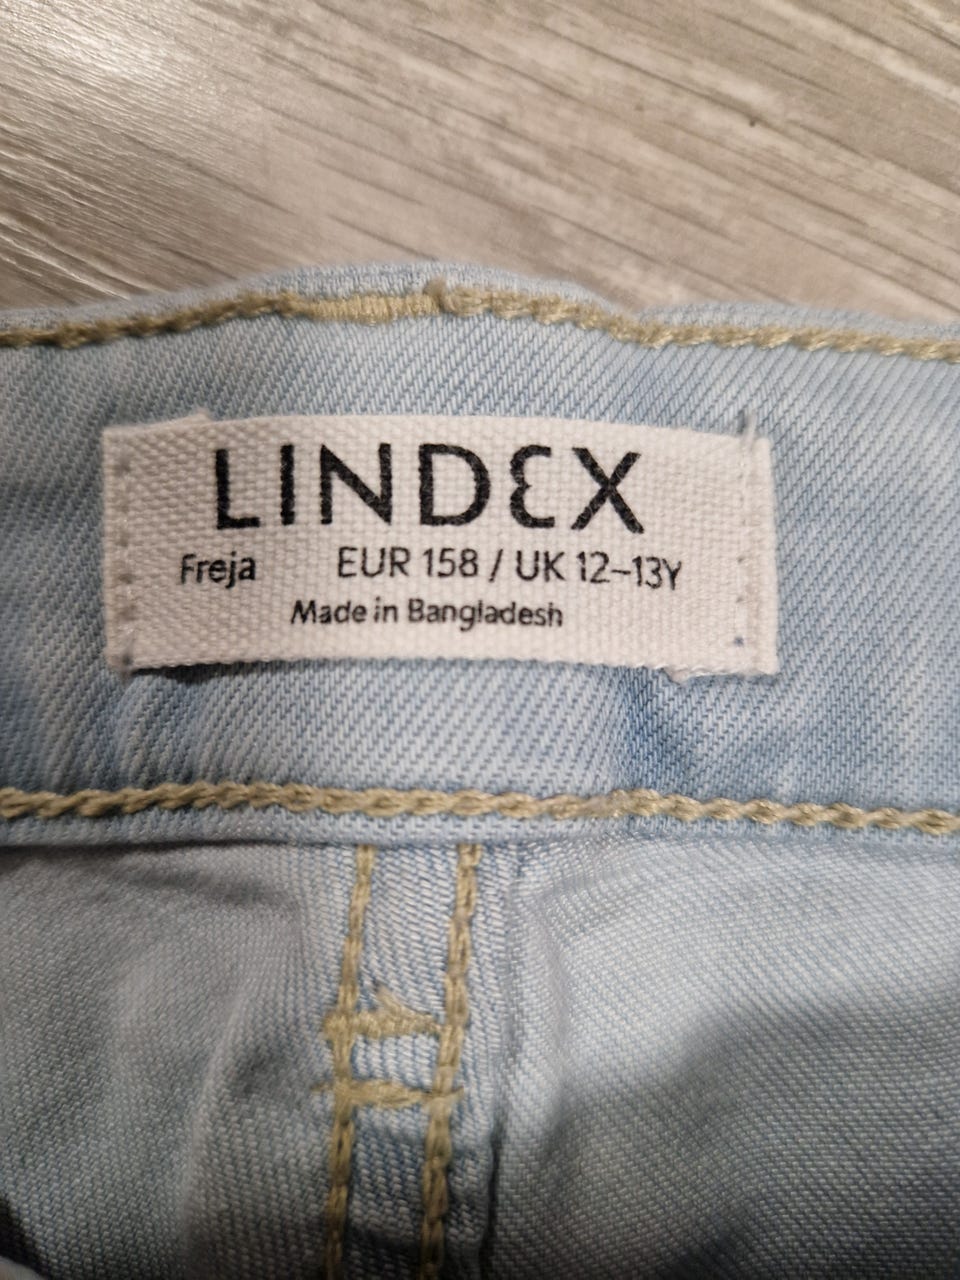 LINDEX
Freja EUR 158 / UK 12-13Y
Made in Bangladesh